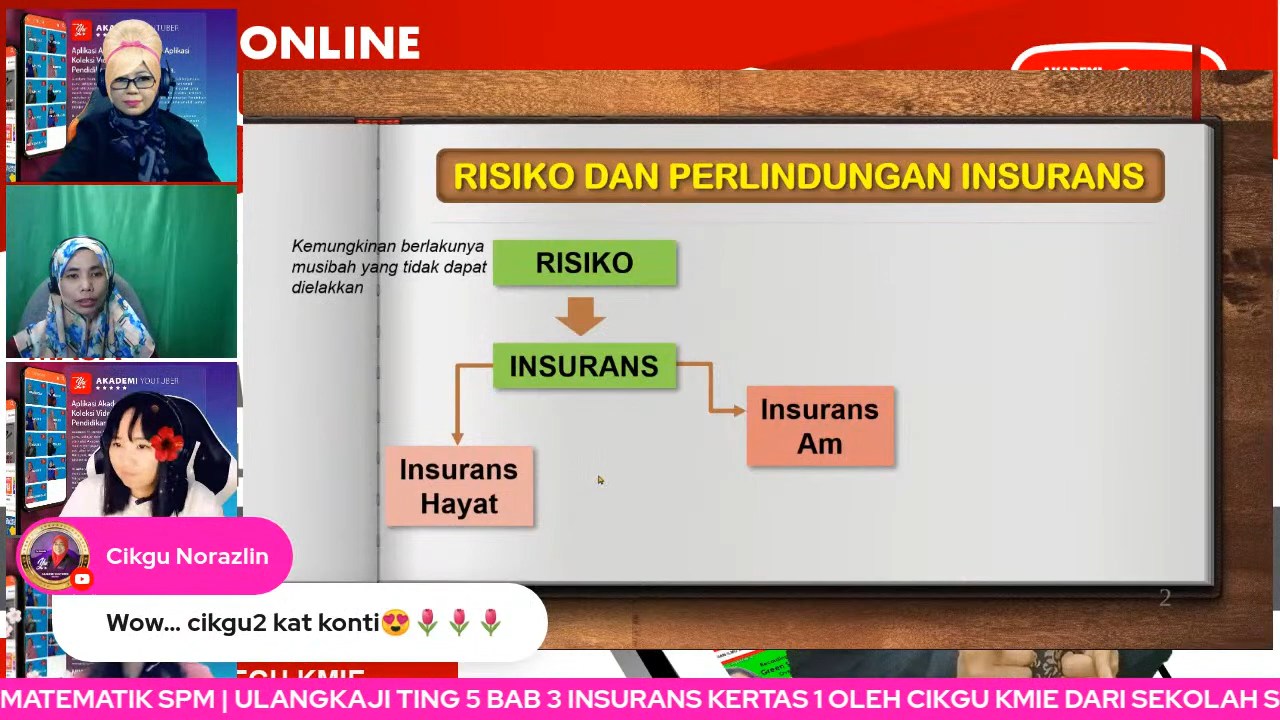 ONLINE
AKADEMI YOUTUBER
RISIKO DAN PERLINDUNGAN INSURANS
Kemungkinan berlakunya
musibah yang tidak dapat
dielakkan
RISIKO
INSURANS
Insurans
Am
Insurans
Hayat
AKADEMI YOUTUBER
Cikgu Norazlin
Wow... cikgu2 kat konti😍🌷🌷🌷
2
MATEMATIK SPM | ULANGKAJI TING 5 BAB 3 INSURANS KERTAS 1 OLEH CIKGU KMIE DARI SEKOLAH S